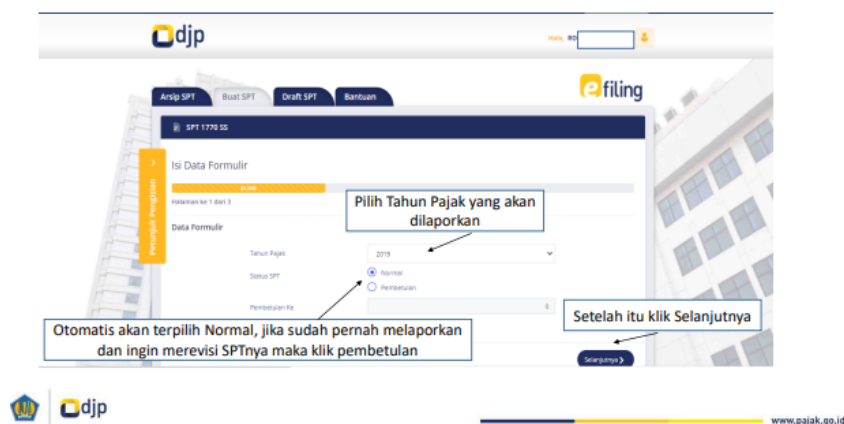 djp
Halo, RO
efiling
Arsip SPT Buat SPT Draft SPT Bantuan
SPT 1770 SS
Petunjuk Pengisian
Isi Data Formulir
Halaman ke 1 dari 3
Pilih Tahun Pajak yang akan
dilaporkan
Data Formulir
Tahun Pajak 2019
Status SPT Normal
Pembetulan
Pembetulan Ke 0
Setelah itu klik Selanjutnya
Otomatis akan terpilih Normal, jika sudah pernah melaporkan
dan ingin merevisi SPTnya maka klik pembetulan
Selanjutnya
djp
www.pajak.go.id